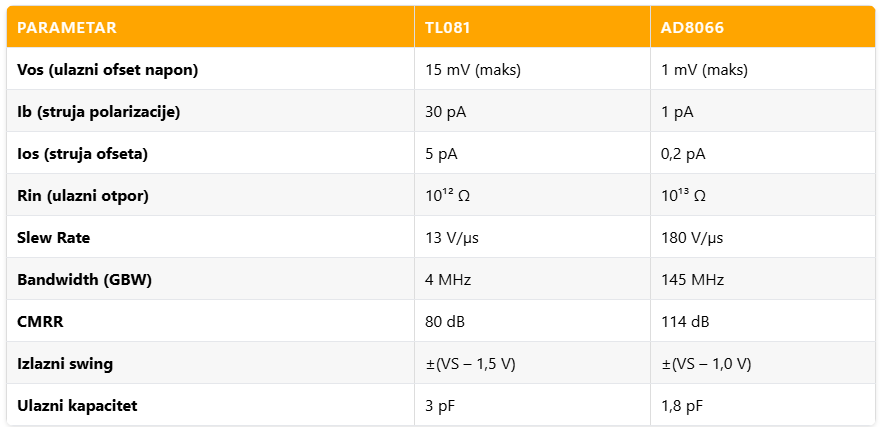 PARAMETAR TL081 AD8066
Vos (ulazni ofset napon) 15 mV (maks) 1 mV (maks)
Ib (struja polarizacije) 30 pA 1 pA
Ios (struja ofseta) 5 pA 0,2 pA
Rin (ulazni otpor) 10¹² Ω 10¹³ Ω
Slew Rate 13 V/µs 180 V/µs
Bandwidth (GBW) 4 MHz 145 MHz
CMRR 80 dB 114 dB
Izlazni swing ±(VS – 1,5 V) ±(VS – 1,0 V)
Ulazni kapacitet 3 pF 1,8 pF